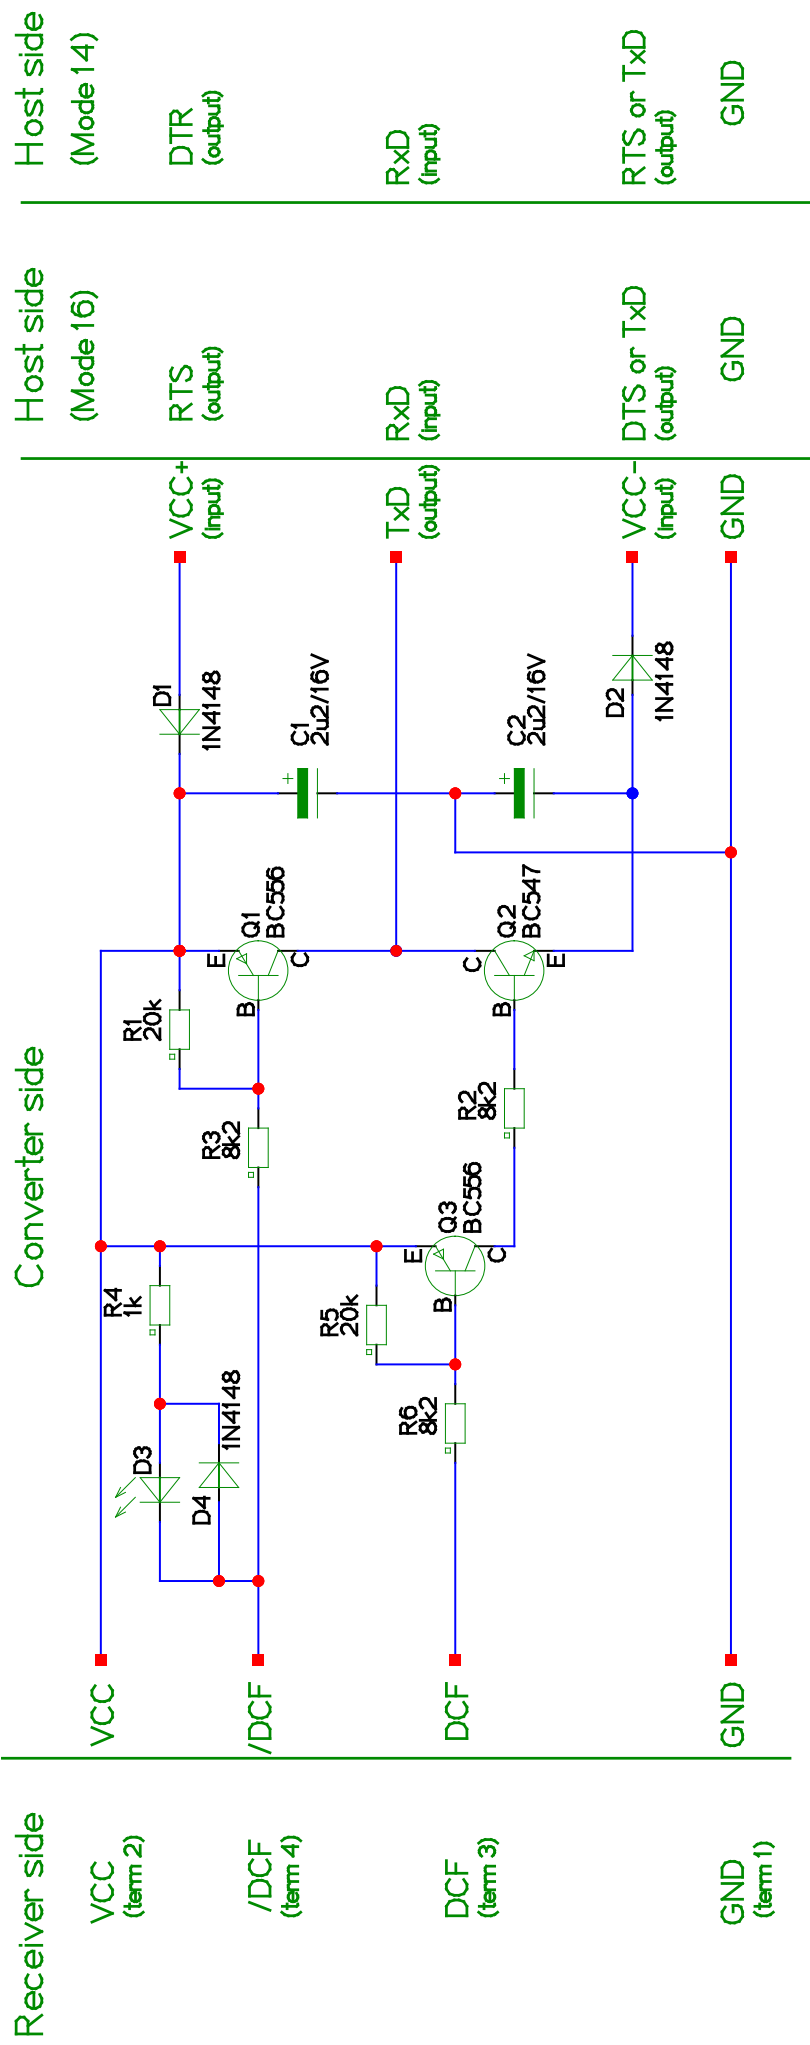 Receiver side
Converter side
Host side
(Mode 16)
Host side
(Mode 14)
VCC
(term 2)
/DCF
(term 4)
DCF
(term 3)
GND
(term 1)
VCC
/DCF
DCF
GND
D3
D4
1N4148
R4
1k
R5
20k
R6
8k2
E
Q3
BC556
B
C
R3
8k2
R2
8k2
R1
20k
E
Q1
BC556
B
C
C
Q2
BC547
B
E
+
C1
2u2/16V
+
C2
2u2/16V
D1
1N4148
D2
1N4148
VCC+
(input)
TxD
(output)
VCC-
(input)
GND
RTS
(output)
RxD
(input)
DTS or TxD
(output)
GND
DTR
(output)
RxD
(input)
RTS or TxD
(output)
GND